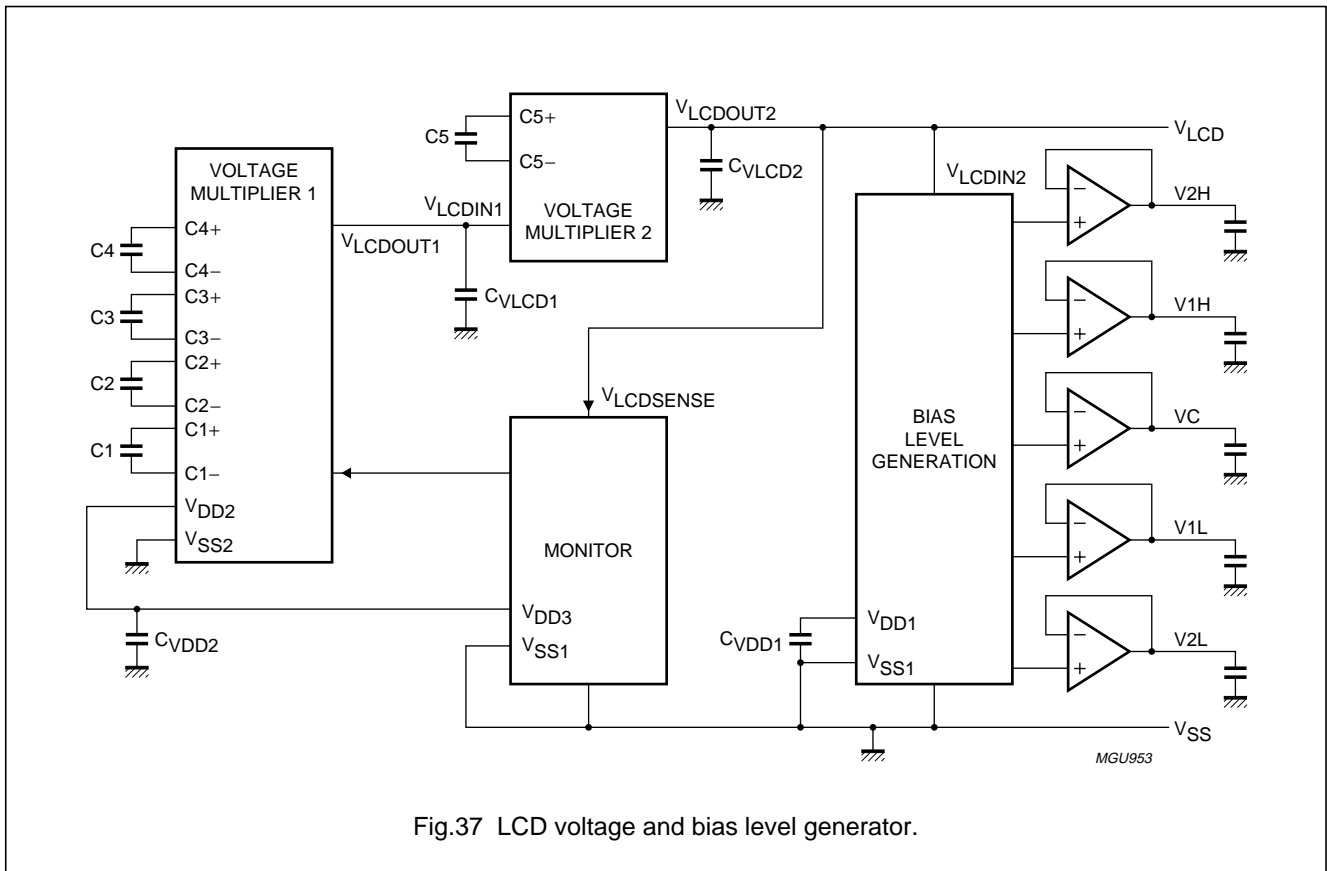 VOLTAGE
MULTIPLIER 1
C4+
C4
C4−
C3+
C3
C3−
C2+
C2
C2−
C1+
C1
C1−
VDD2
VSS2
VLCDOUT1
CVDD2
VLCDIN1
CVLCD1
C5+
C5
C5−
VOLTAGE
MULTIPLIER 2
VLCDOUT2
CVLCD2
VLCDSENSE
MONITOR
VDD3
VSS1
VLCD
VLCDIN2
BIAS
LEVEL
GENERATION
CVDD1
VDD1
VSS1
−
+
V2H
−
+
V1H
−
+
VC
−
+
V1L
−
+
V2L
VSS
MGU953
Fig.37 LCD voltage and bias level generator.